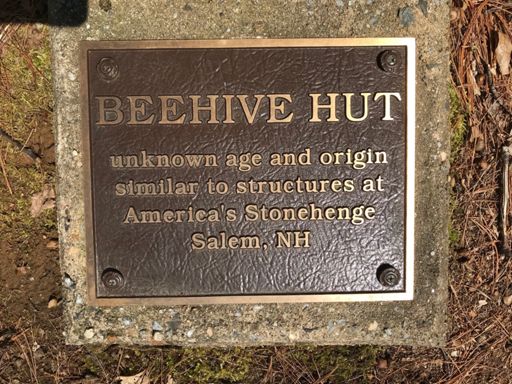 BEEHIVE HUT
unknown age and origin
similar to structures at
America's Stonehenge
Salem, NH